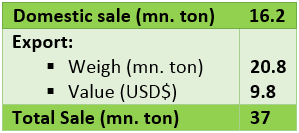 Domestic sale (mn. ton) 16.2
Export:
▪ Weigh (mn. ton) 20.8
▪ Value (USD$) 9.8
Total Sale (mn. ton) 37